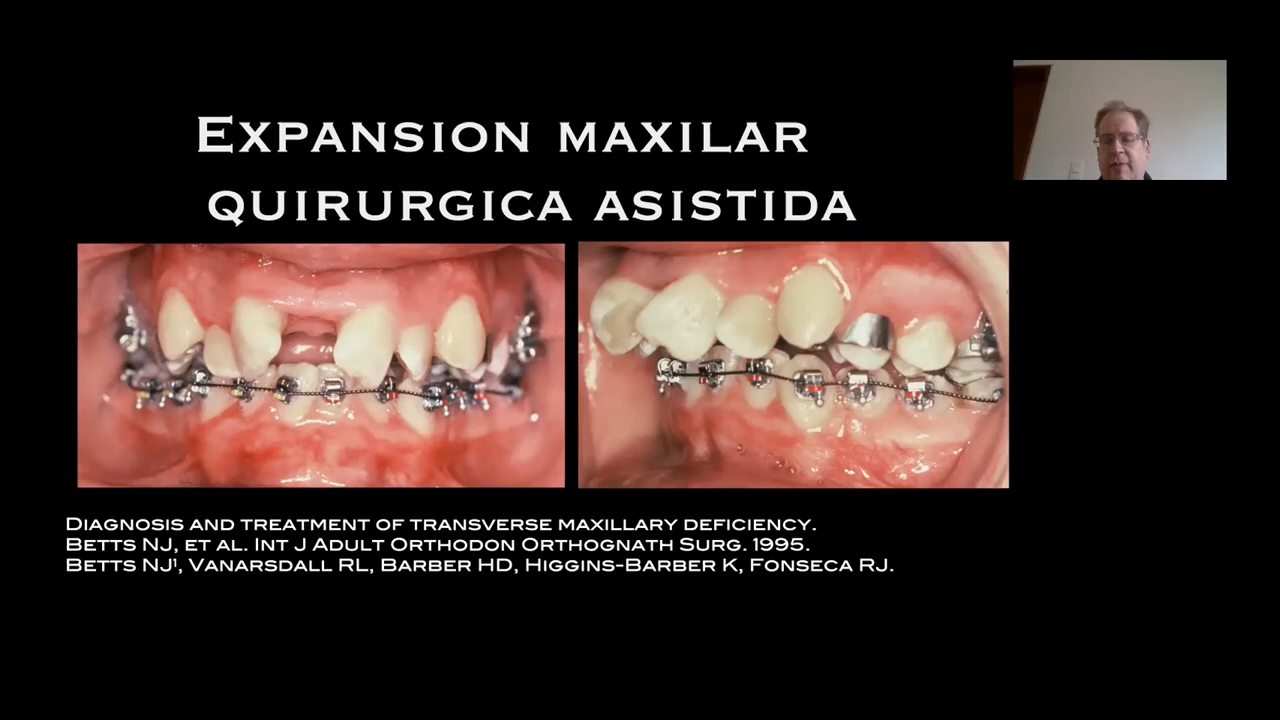 EXPANSION MAXILAR
QUIRURGICA ASISTIDA
DIAGNOSIS AND TREATMENT OF TRANSVERSE MAXILLARY DEFICIENCY.
BETTS NJ, ET AL. INT J ADULT ORTHODON ORTHOGNATH SURG. 1995.
BETTS NJ¹, VANARSDALL RL, BARBER HD, HIGGINS-BARBER K, FONSECA RJ.